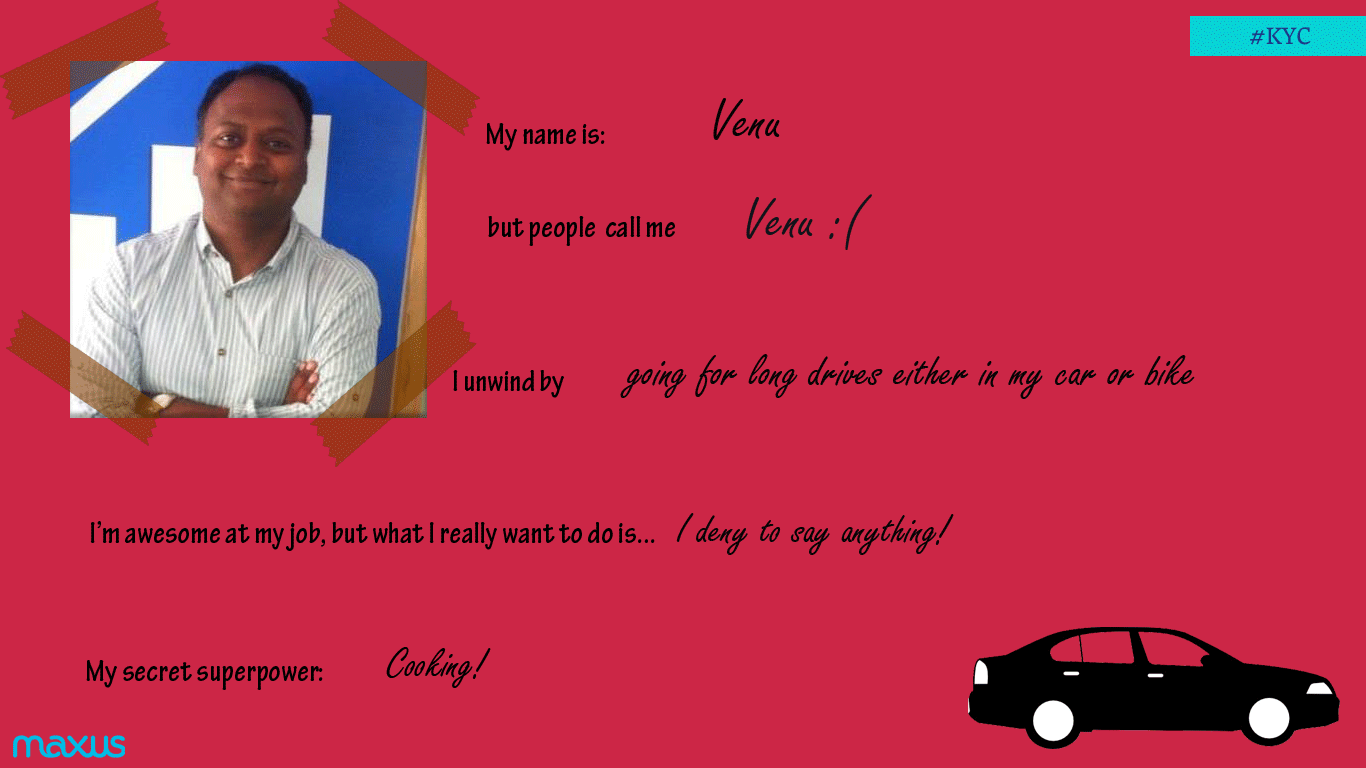 #KYC
My name is: Venu
but people call me Venu :(
I unwind by going for long drives either in my car or bike
I'm awesome at my job, but what I really want to do is... I deny to say anything!
My secret superpower: Cooking!
maxus